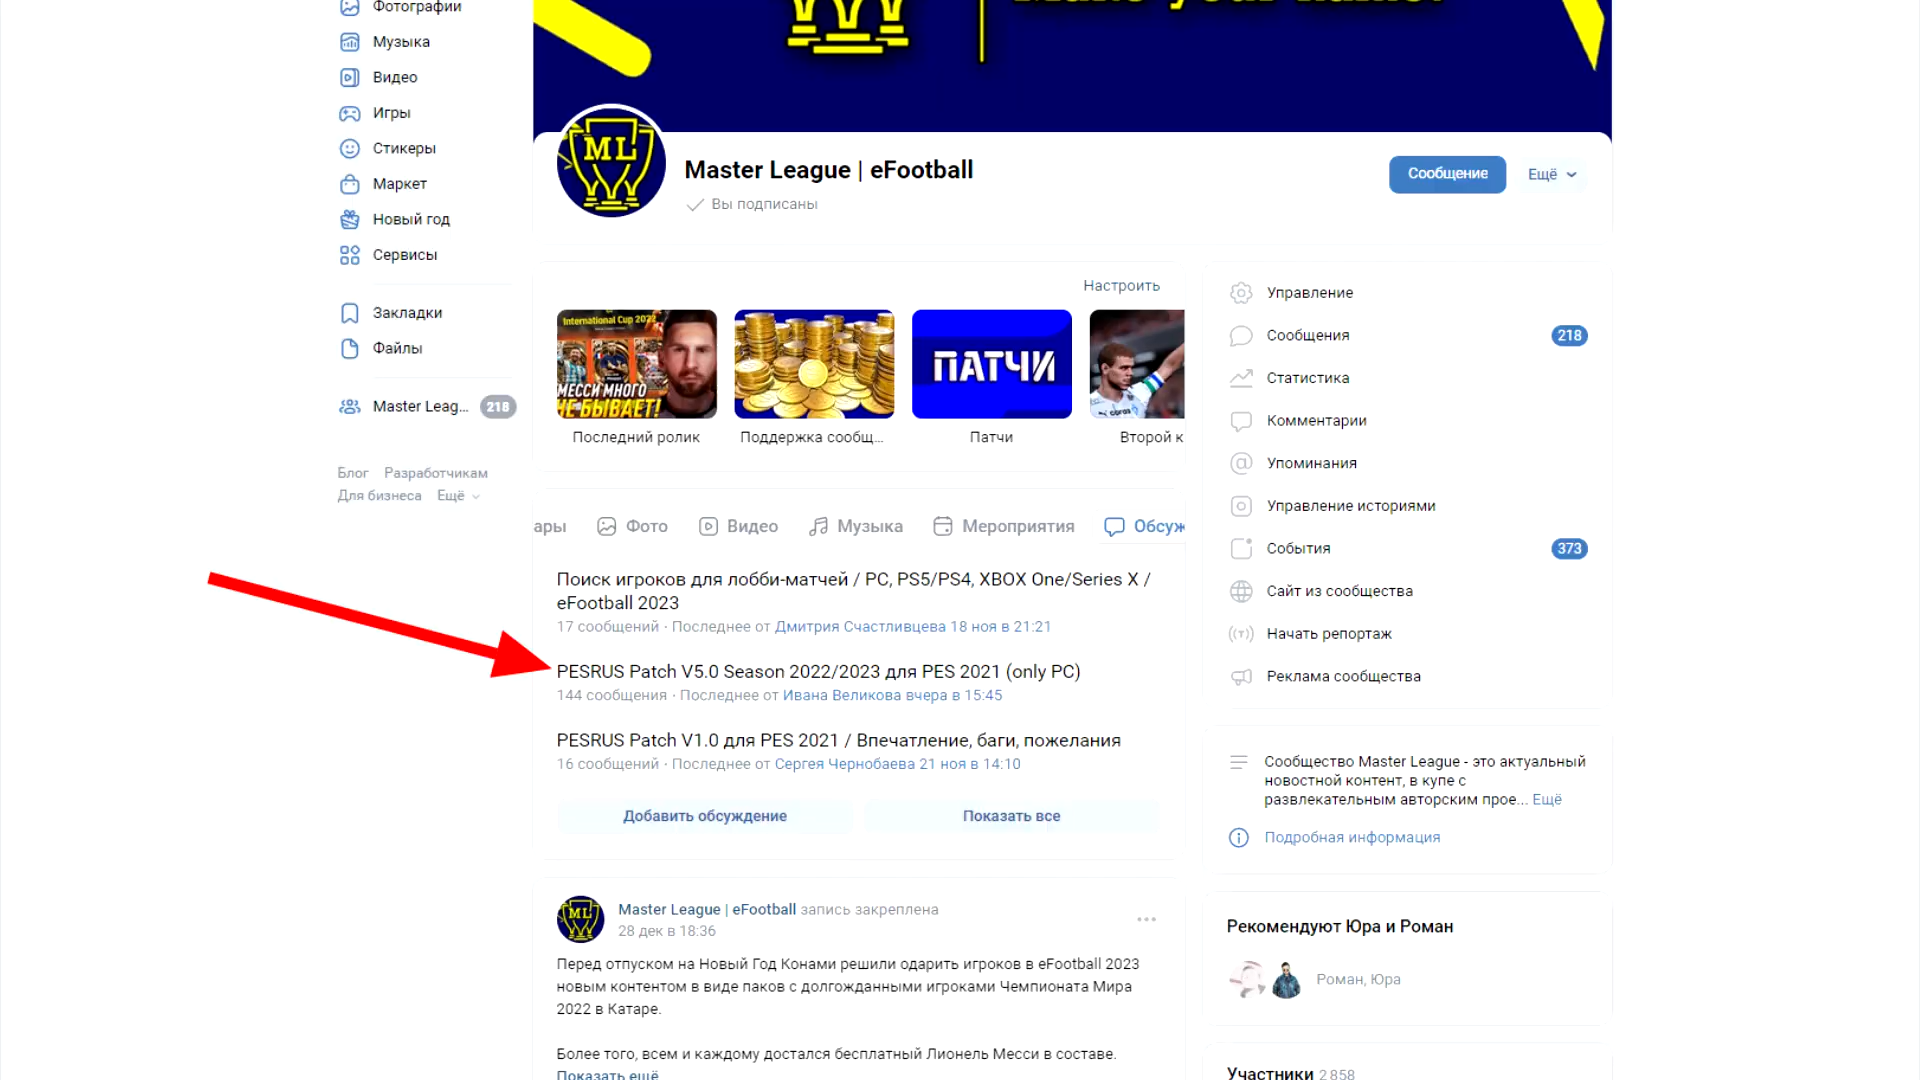 Фотографии
Музыка
Видео
Игры
Стикеры
Маркет
Новый год
Сервисы
Закладки
Файлы
Master Leag... 218
Блог Разработчикам
Для бизнеса Ещё
ML
Master League | eFootball
Вы подписаны
Сообщение
Ещё
Настроить
International Cup 2022
МЕССИ МНОГО
НЕ БЫВАЕТ!
ПАТЧИ
Последний ролик
Поддержка сообщ...
Патчи
Второй к
ары Фото Видео Музыка Мероприятия Обсуж
Поиск игроков для лобби-матчей / PC, PS5/PS4, XBOX One/Series X /
eFootball 2023
17 сообщений · Последнее от Дмитрия Счастливцева 18 ноя в 21:21
PESRUS Patch V5.0 Season 2022/2023 для PES 2021 (only PC)
144 сообщения · Последнее от Ивана Великова вчера в 15:45
PESRUS Patch V1.0 для PES 2021 / Впечатление, баги, пожелания
16 сообщений · Последнее от Сергея Чернобаева 21 ноя в 14:10
Добавить обсуждение
Показать все
ML
Master League | eFootball запись закреплена
28 дек в 18:36
Перед отпуском на Новый Год Конами решили одарить игроков в eFootball 2023
новым контентом в виде паков с долгожданными игроками Чемпионата Мира
2022 в Катаре.
Более того, всем и каждому достался бесплатный Лионель Месси в составе.
Показать ещё
Управление
Сообщения 218
Статистика
Комментарии
Упоминания
Управление историями
События 373
Сайт из сообщества
Начать репортаж
Реклама сообщества
Сообщество Master League - это актуальный
новостной контент, в купе с
развлекательным авторским прое... Ещё
Подробная информация
Рекомендуют Юра и Роман
Роман, Юра
Участники 2 858